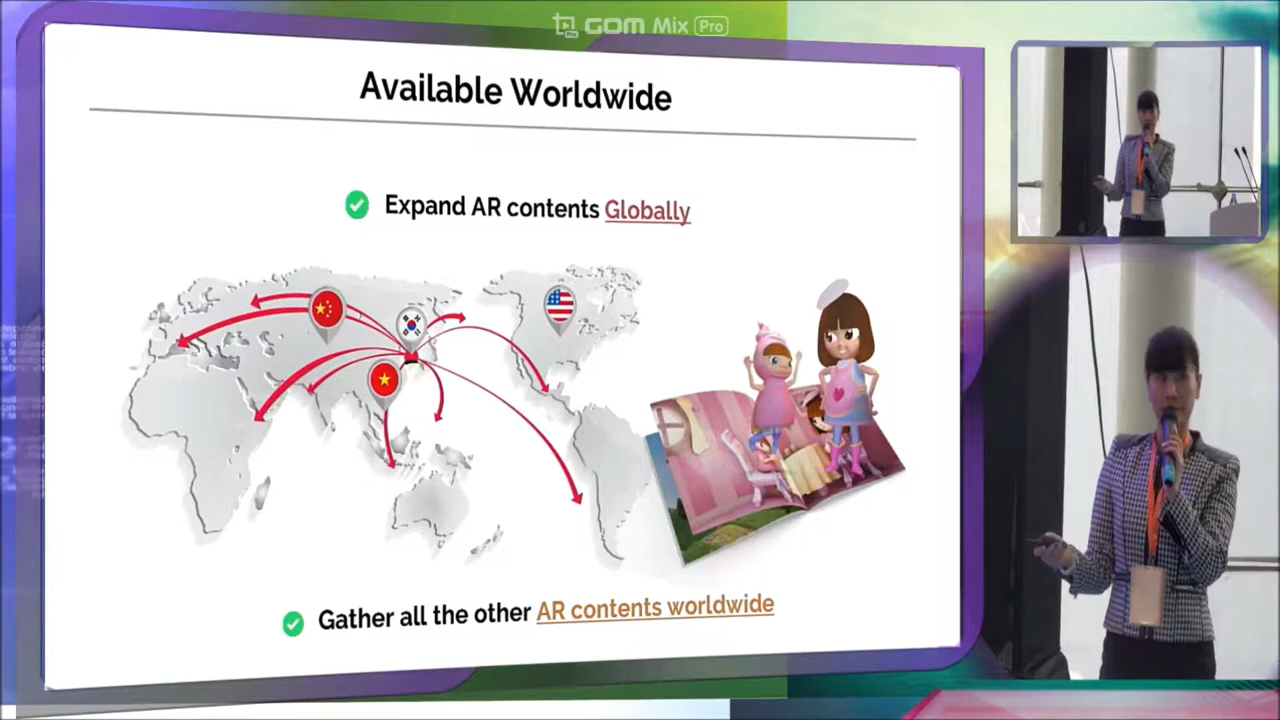 GOM Mix Pro
Available Worldwide
Expand AR contents Globally
Gather all the other AR contents worldwide